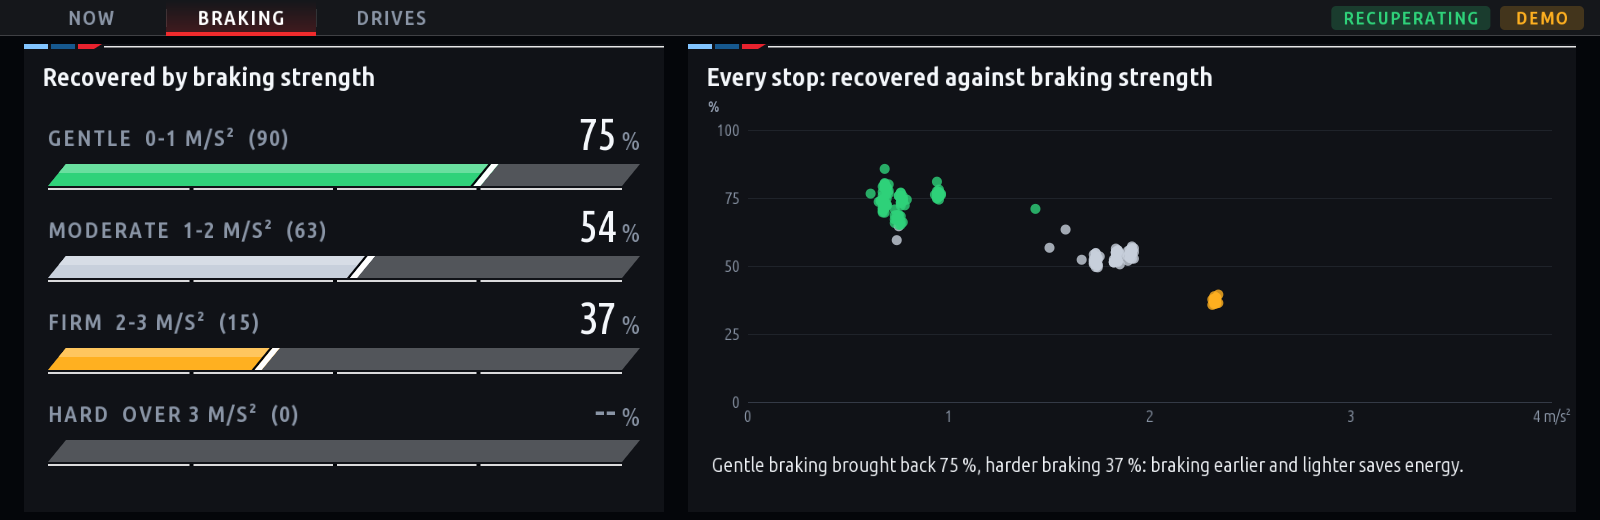 NOW BRAKING DRIVES RECUPERATING DEMO
Recovered by braking strength
GENTLE 0-1 M/S² (90) 75 %
MODERATE 1-2 M/S² (63) 54 %
FIRM 2-3 M/S² (15) 37 %
HARD OVER 3 M/S² (0) -- %
Every stop: recovered against braking strength
%
100
75
50
25
0
0 1 2 3 4 m/s²
Gentle braking brought back 75 %, harder braking 37 %: braking earlier and lighter saves energy.